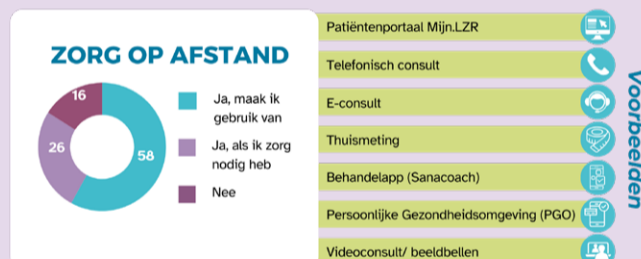 ZORG OP AFSTAND
16
26
58
Ja, maak ik
gebruik van
Ja, als ik zorg
nodig heb
Nee
Patiëntenportaal Mijn.LZR
Telefonisch consult
E-consult
Thuismeting
Behandelapp (Sanacoach)
Persoonlijke Gezondheidsomgeving (PGO)
Videoconsult/ beeldbellen
Voorbeelden